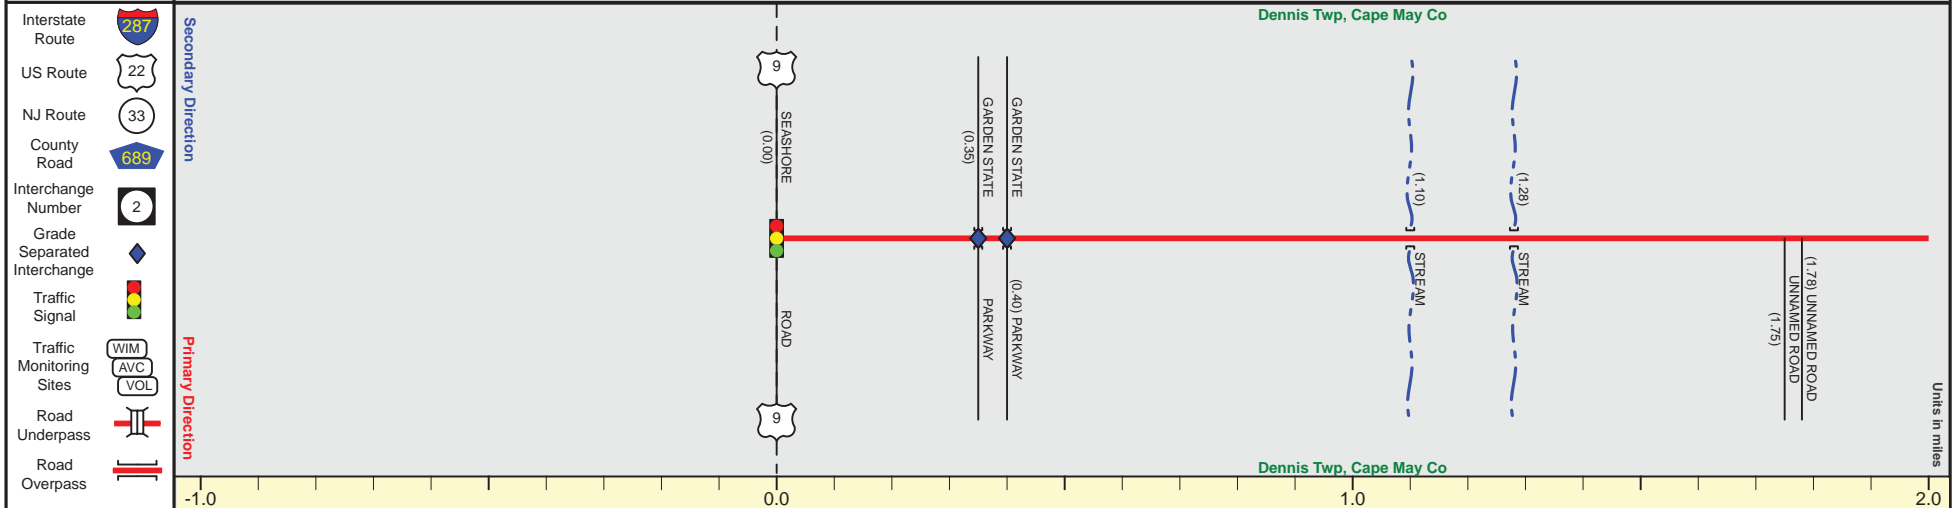 Interstate
Route
287
US Route
22
NJ Route
33
County
Road
689
Interchange
Number
2
Grade
Separated
Interchange
Traffic
Signal
Traffic
Monitoring
Sites
WIM
AVC
VOL
Road
Underpass
Road
Overpass
Secondary Direction
Primary Direction
Dennis Twp, Cape May Co
9
SEASHORE
(0.00)
ROAD
9
GARDEN STATE
(0.35)
PARKWAY
GARDEN STATE
(0.40) PARKWAY
(1.10)
STREAM
(1.28)
STREAM
(1.78) UNNAMED ROAD
UNNAMED ROAD
(1.75)
Units in miles
Dennis Twp, Cape May Co
-1.0
0.0
1.0
2.0